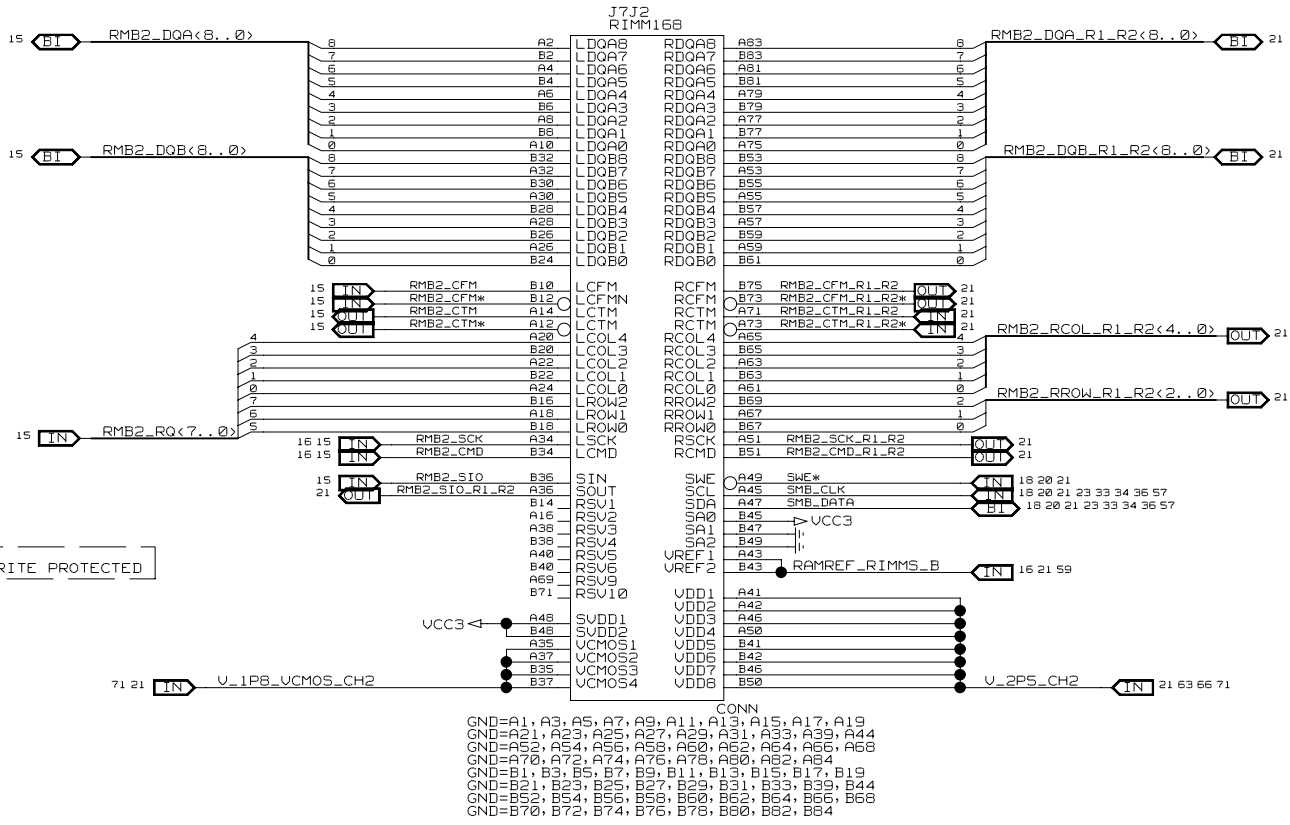 J7J2
RIMM168
15 BI RMB2_DQA<8..0>
RMB2_DQA_R1_R2<8..0> BI 21
8 A2 LDQA8 RDQA8 A83 8
7 B2 LDQA7 RDQA7 B83 7
6 A4 LDQA6 RDQA6 A81 6
5 B4 LDQA5 RDQA5 B81 5
4 A6 LDQA4 RDQA4 A79 4
3 B6 LDQA3 RDQA3 B79 3
2 A8 LDQA2 RDQA2 A77 2
1 B8 LDQA1 RDQA1 B77 1
0 A10 LDQA0 RDQA0 A75 0
15 BI RMB2_DQB<8..0>
RMB2_DQB_R1_R2<8..0> BI 21
8 B32 LDQB8 RDQB8 B53 8
7 A32 LDQB7 RDQB7 A53 7
6 B30 LDQB6 RDQB6 B55 6
5 A30 LDQB5 RDQB5 A55 5
4 B28 LDQB4 RDQB4 B57 4
3 A28 LDQB3 RDQB3 A57 3
2 B26 LDQB2 RDQB2 B59 2
1 A26 LDQB1 RDQB1 A59 1
0 B24 LDQB0 RDQB0 B61 0
15 IN RMB2_CFM B10 LCFM RCFM B75 RMB2_CFM_R1_R2 OUT 21
15 IN RMB2_CFM* B12 LCFMN RCFM B73 RMB2_CFM_R1_R2* OUT 21
15 OUT RMB2_CTM A14 LCTM RCTM A71 RMB2_CTM_R1_R2 IN 21
15 OUT RMB2_CTM* A12 LCTM RCTM A73 RMB2_CTM_R1_R2* IN 21
RMB2_RCOL_R1_R2<4..0> OUT 21
4 A20 LCOL4 RCOL4 A65 4
3 B20 LCOL3 RCOL3 B65 3
2 A22 LCOL2 RCOL2 A63 2
1 B22 LCOL1 RCOL1 B63 1
0 A24 LCOL0 RCOL0 A61 0
RMB2_RROW_R1_R2<2..0> OUT 21
7 B16 LROW2 RROW2 B69 2
6 A18 LROW1 RROW1 A67 1
5 B18 LROW0 RROW0 B67 0
15 IN RMB2_RQ<7..0>
16 15 IN RMB2_SCK A34 LSCK RSCK A51 RMB2_SCK_R1_R2 OUT 21
16 15 IN RMB2_CMD B34 LCMD RCMD B51 RMB2_CMD_R1_R2 OUT 21
15 IN RMB2_SIO B36 SIN SWE A49 SWE* IN 18 20 21
21 OUT RMB2_SIO_R1_R2 A36 SOUT SCL A45 SMB_CLK IN 18 20 21 23 33 34 36 57
B14 RSV1 SDA A47 SMB_DATA BI 18 20 21 23 33 34 36 57
A16 RSV2 SA0 B45 VCC3
A38 RSV3 SA1 B47
B38 RSV4 SA2 B49
A40 RSV5 VREF1 A43
B40 RSV6 VREF2 B43 RAMREF_RIMMS_B IN 16 21 59
RITE PROTECTED
A69 RSV9
B71 RSV10 VDD1 A41
VDD2 A42
VCC3 A48 SVDD1 VDD3 A46
B48 SVDD2 VDD4 A50
A35 VCMOS1 VDD5 B41
A37 VCMOS2 VDD6 B42
B35 VCMOS3 VDD7 B46
71 21 IN V_1P8_VCMOS_CH2 B37 VCMOS4 VDD8 B50 V_2P5_CH2 IN 21 63 66 71
CONN
GND=A1, A3, A5, A7, A9, A11, A13, A15, A17, A19
GND=A21, A23, A25, A27, A29, A31, A33, A39, A44
GND=A52, A54, A56, A58, A60, A62, A64, A66, A68
GND=A70, A72, A74, A76, A78, A80, A82, A84
GND=B1, B3, B5, B7, B9, B11, B13, B15, B17, B19
GND=B21, B23, B25, B27, B29, B31, B33, B39, B44
GND=B52, B54, B56, B58, B60, B62, B64, B66, B68
GND=B70, B72, B74, B76, B78, B80, B82, B84